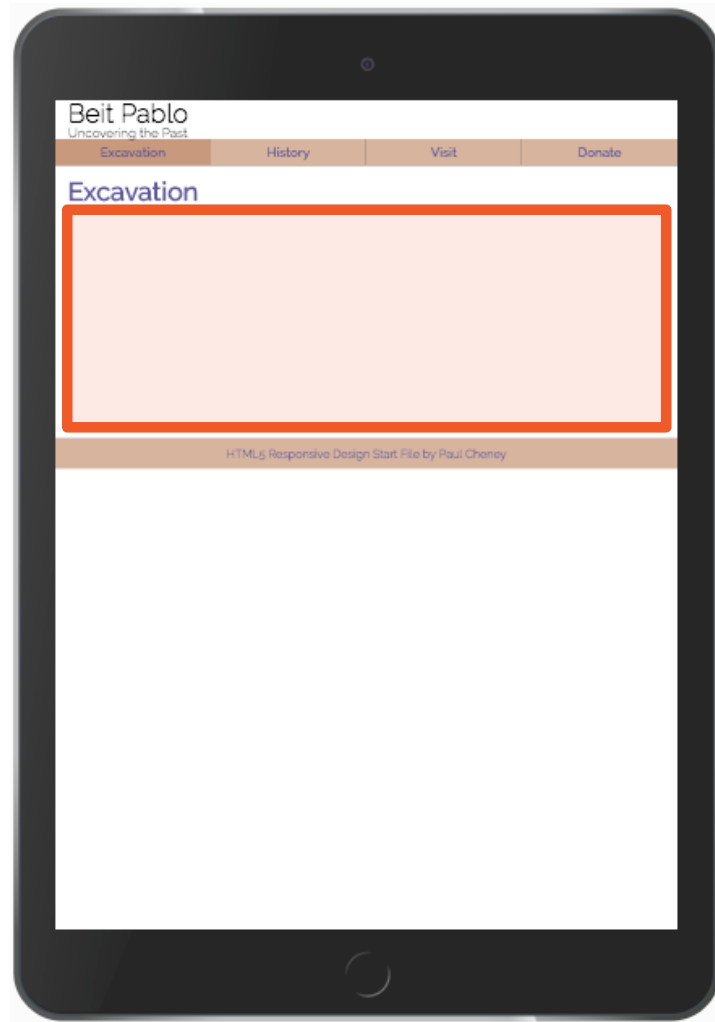 Beit Pablo
Uncovering the Past
Excavation History Visit Donate
Excavation
HTML5 Responsive Design Start File by Paul Cheney